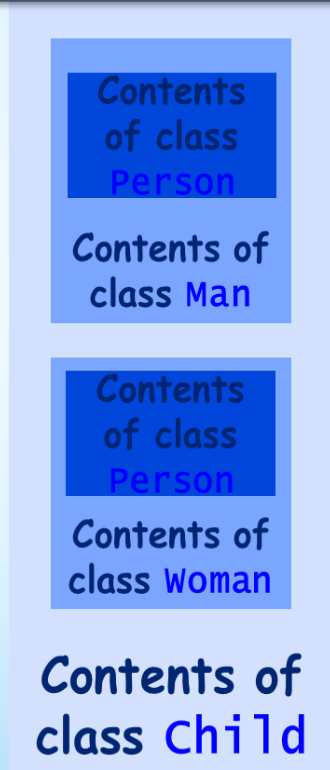 Contents
of class
Person
Contents of
class Man
Contents
of class
Person
Contents of
class Woman
Contents of
class Child